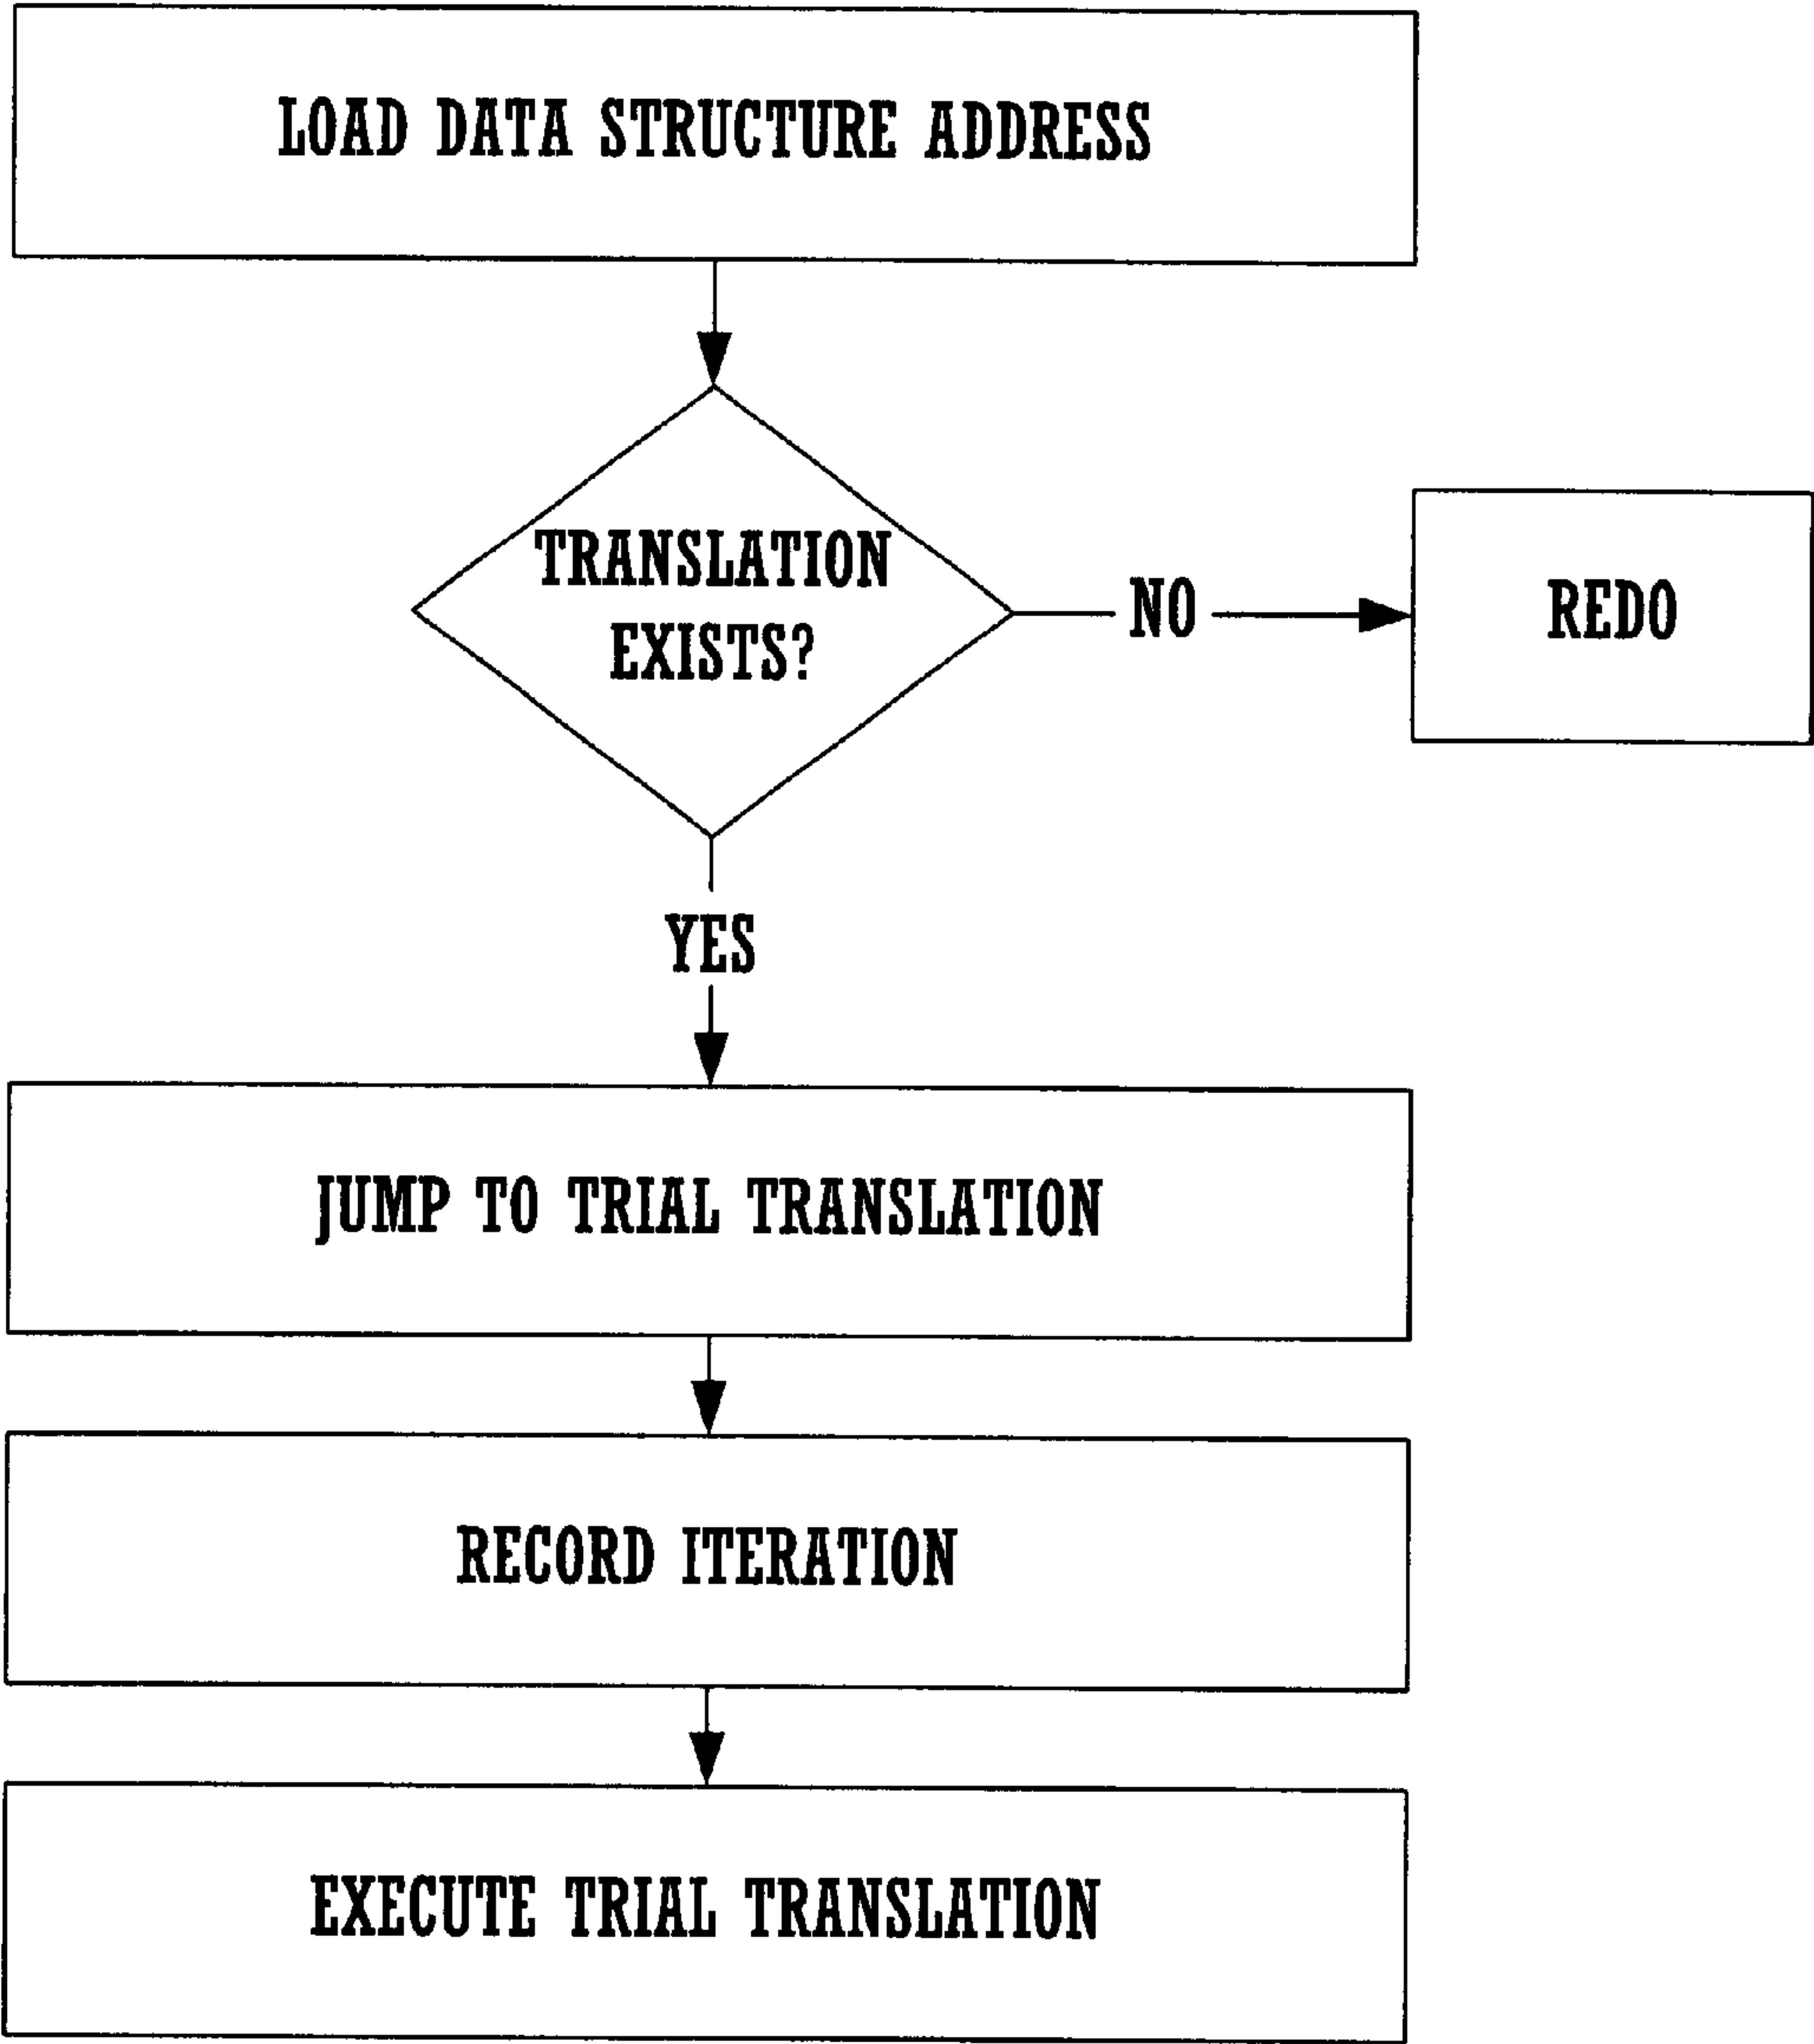 LOAD DATA STRUCTURE ADDRESS
TRANSLATION
EXISTS?
NO
REDO
YES
JUMP TO TRIAL TRANSLATION
RECORD ITERATION
EXECUTE TRIAL TRANSLATION